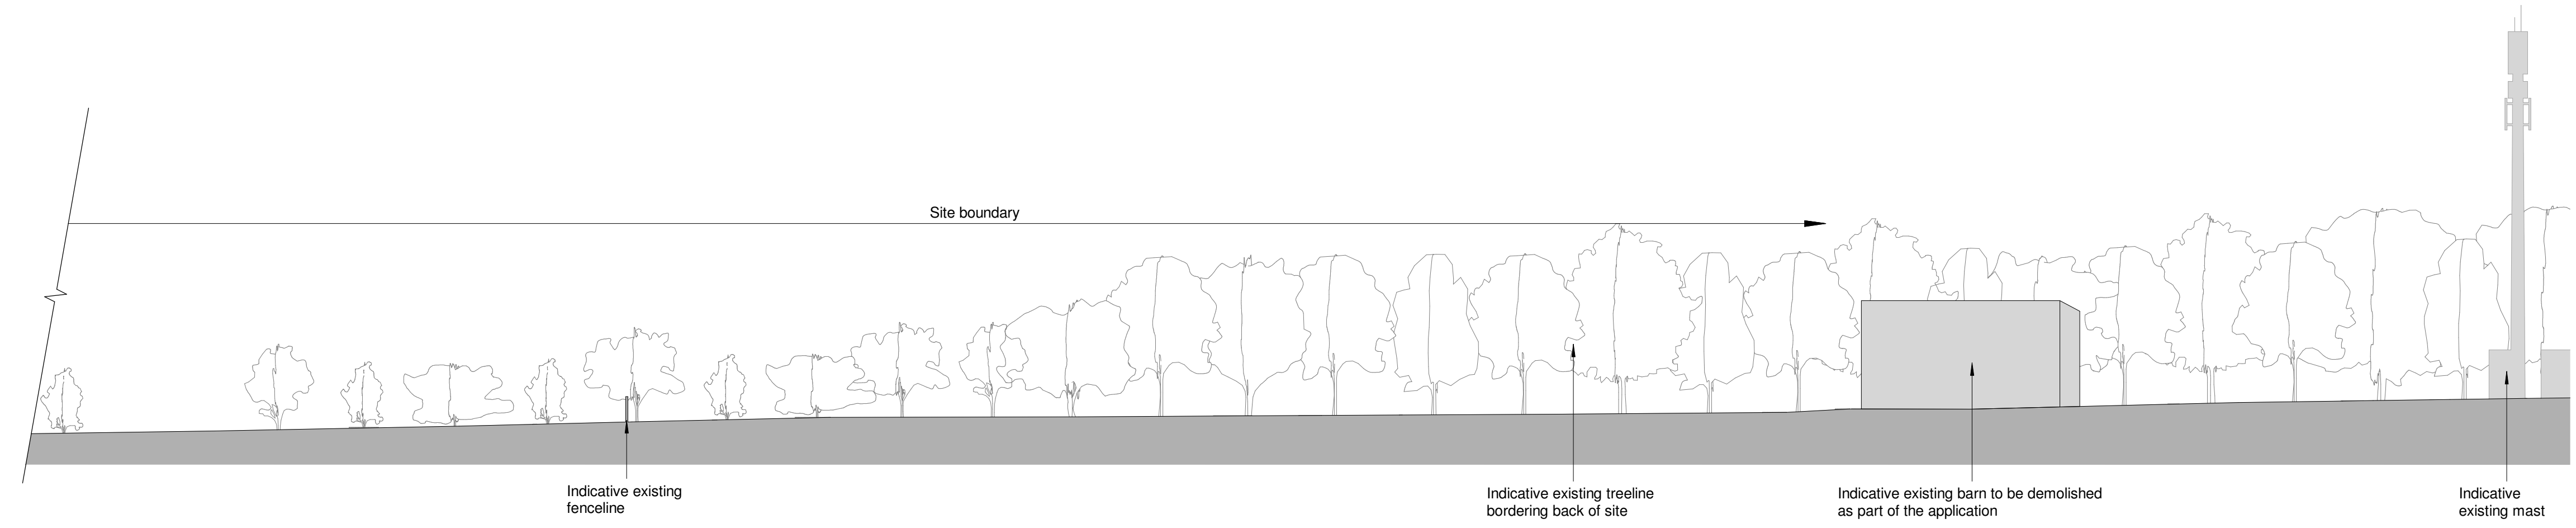 Site boundary
Indicative existing
fenceline
Indicative existing treeline
bordering back of site
Indicative existing barn to be demolished
as part of the application
Indicative
existing mast